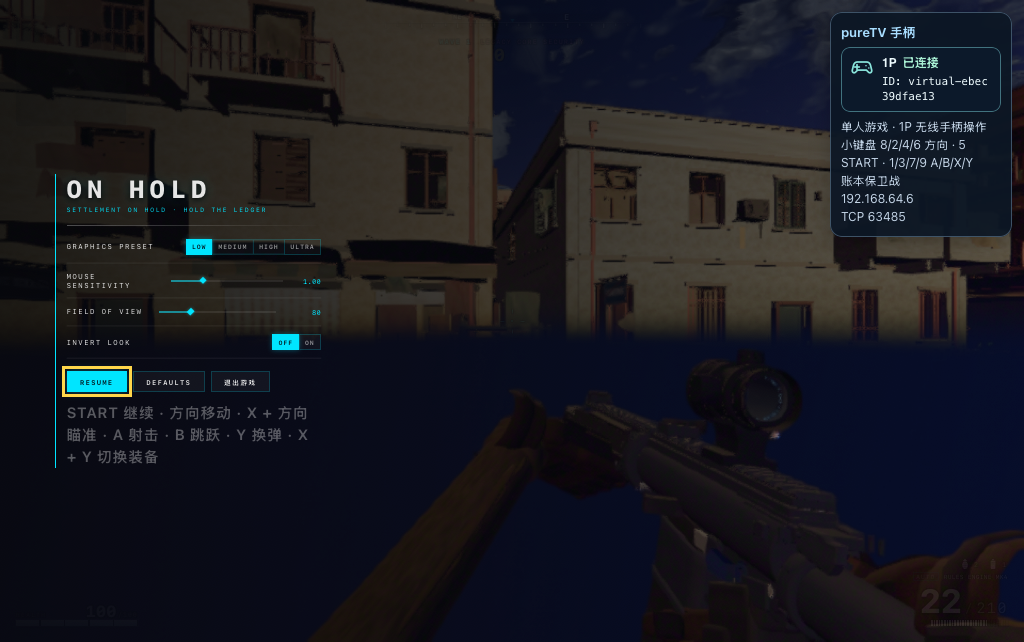 pureTV 手柄
1P 已连接
ID: virtual-ebec
39dfae13
单人游戏 · 1P 无线手柄操作
小键盘 8/2/4/6 方向 · 5
START · 1/3/7/9 A/B/X/Y
账本保卫战
192.168.64.6
TCP 63485
ON HOLD
SETTLEMENT ON HOLD · HOLD THE LEDGER
GRAPHICS PRESET LOW MEDIUM HIGH ULTRA
MOUSE
SENSITIVITY 1.00
FIELD OF VIEW 80
INVERT LOOK OFF ON
RESUME DEFAULTS 退出游戏
START 继续 · 方向移动 · X + 方向
瞄准 · A 射击 · B 跳跃 · Y 换弹 · X
+ Y 切换装备
100
22 210